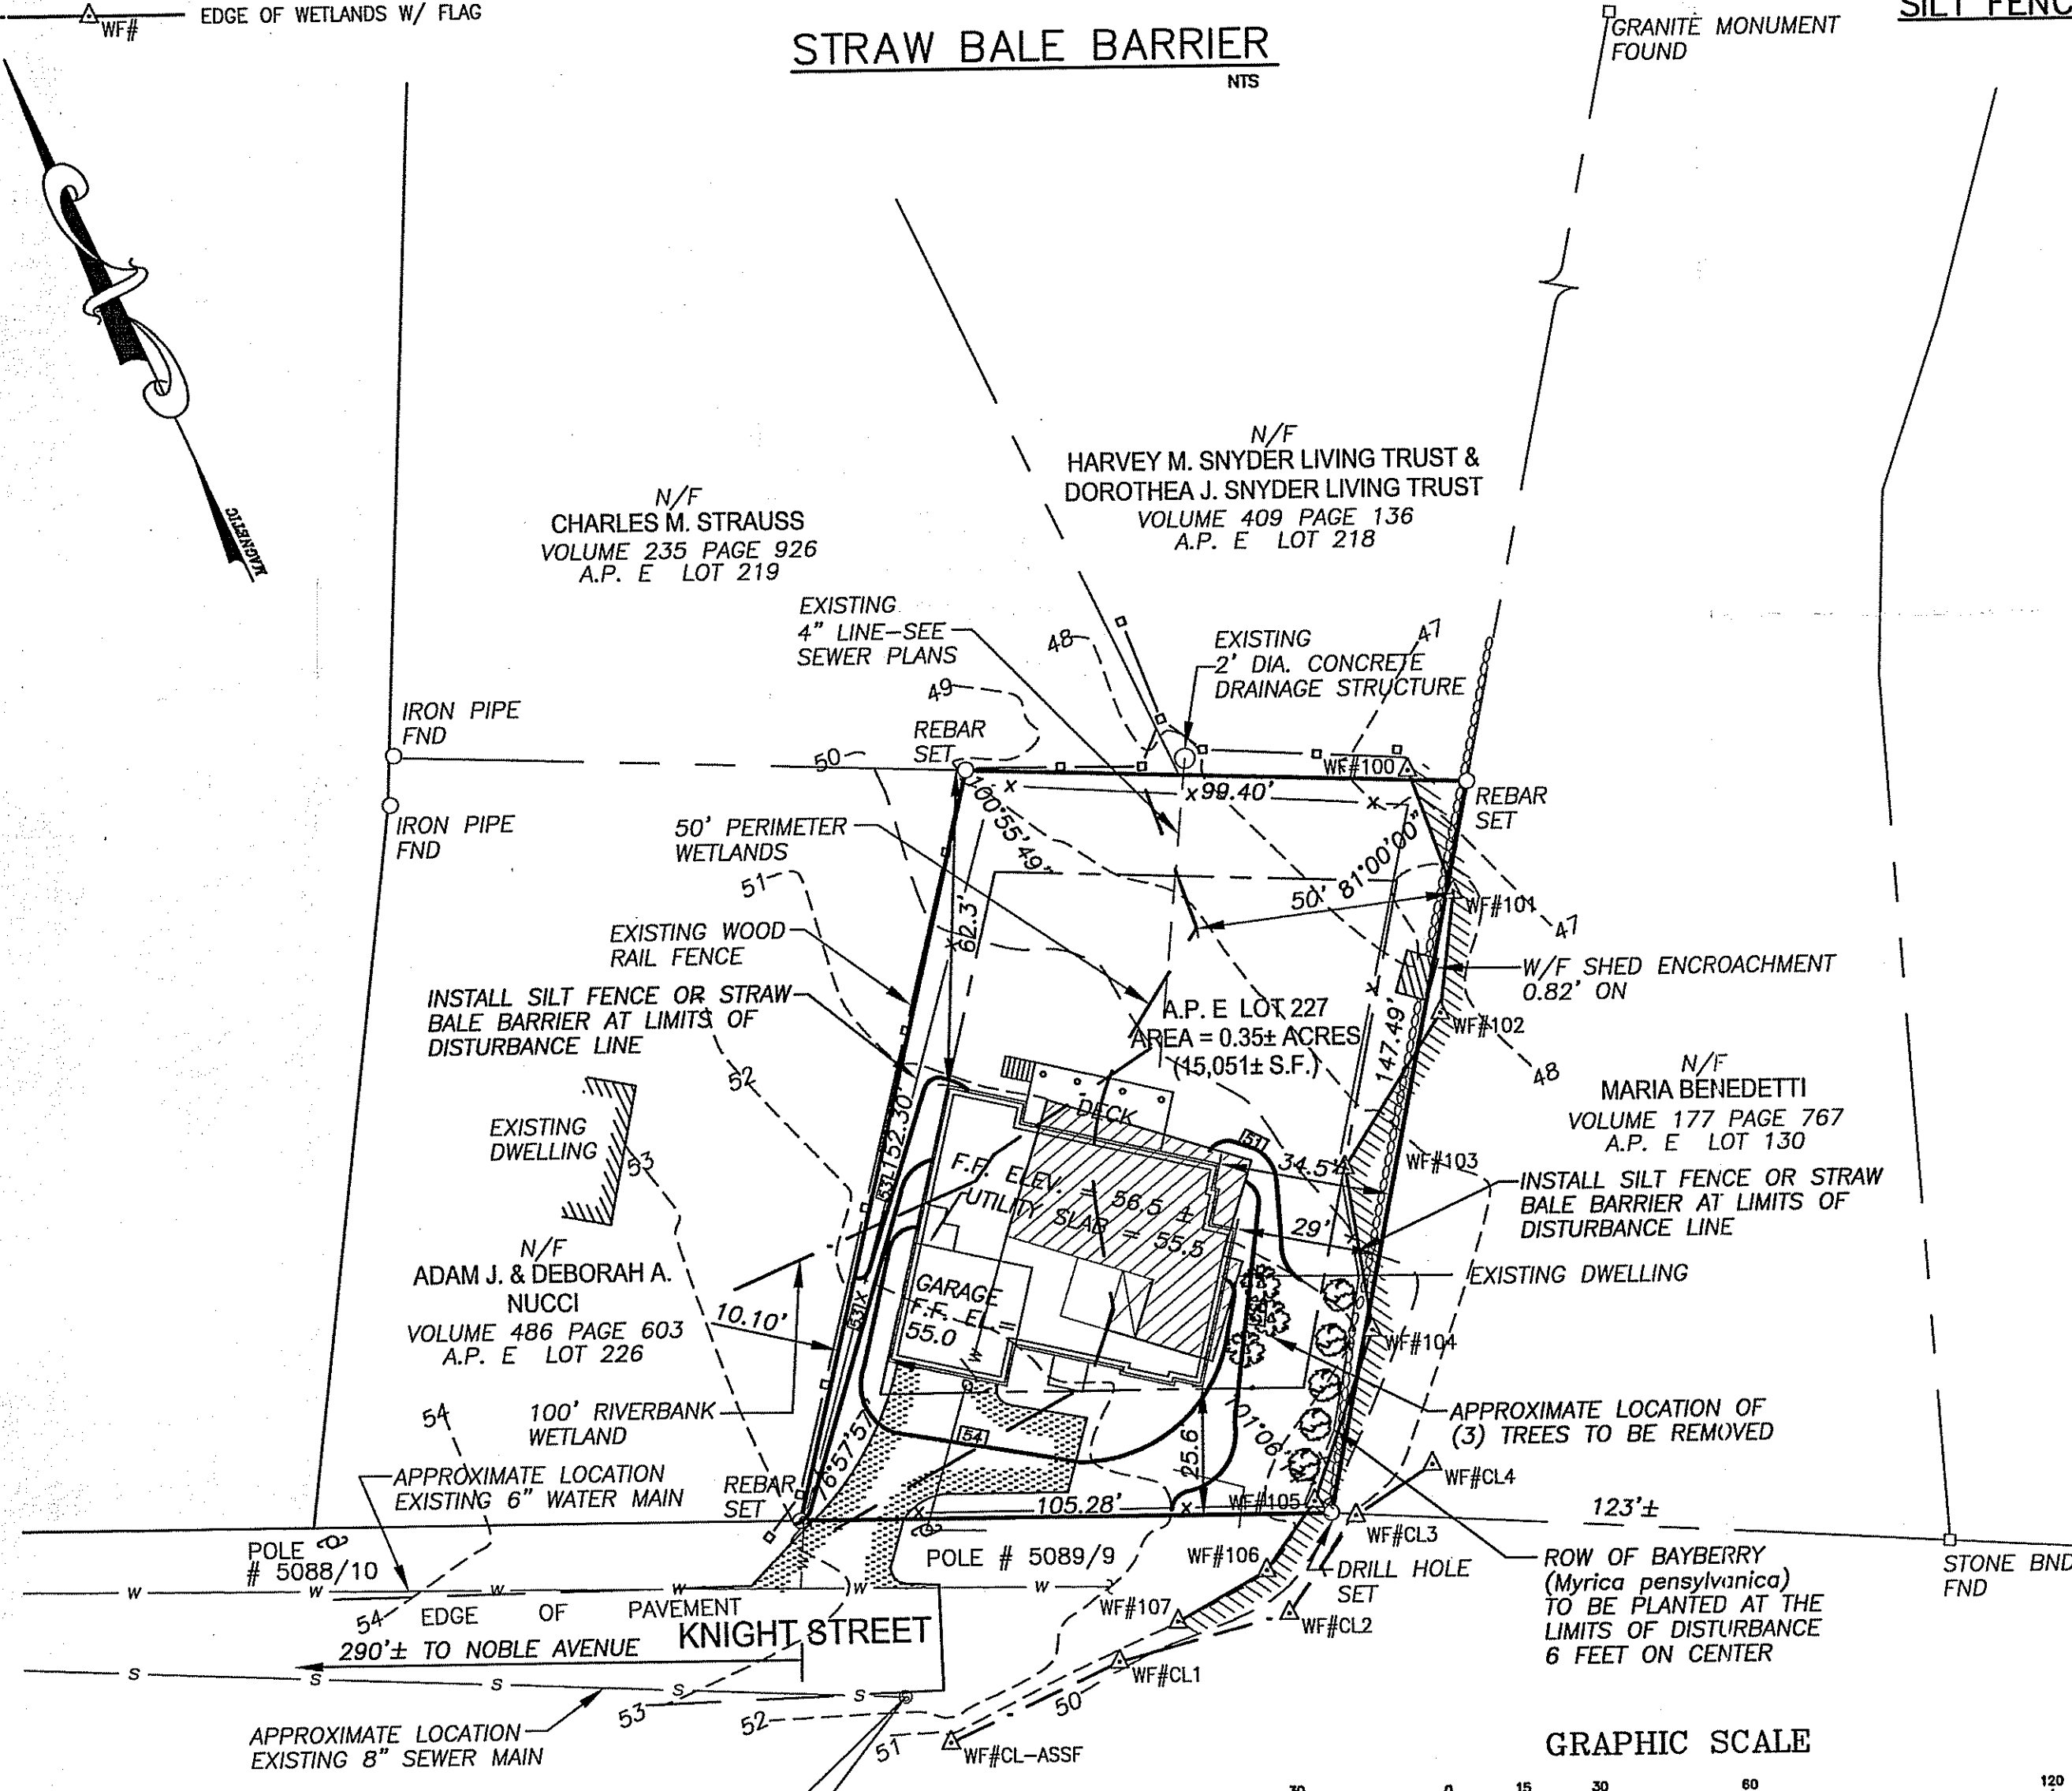 EDGE OF WETLANDS W/ FLAG
WF#
STRAW BALE BARRIER
NTS
GRANITE MONUMENT
FOUND
MAGNETIC
N/F
CHARLES M. STRAUSS
VOLUME 235 PAGE 926
A.P. E LOT 219
N/F
HARVEY M. SNYDER LIVING TRUST &
DOROTHEA J. SNYDER LIVING TRUST
VOLUME 409 PAGE 136
A.P. E LOT 218
EXISTING
4" LINE-SEE
SEWER PLANS
48
EXISTING
2' DIA. CONCRETE
DRAINAGE STRUCTURE
47
49
IRON PIPE
FND
REBAR
SET
50
WF#100
x
x 99.40'
x
REBAR
SET
IRON PIPE
FND
50' PERIMETER
WETLANDS
100°55'49"
81°00'00"
51
50'
WF#101
47
EXISTING WOOD
RAIL FENCE
x
62.3'
W/F SHED ENCROACHMENT
0.82' ON
INSTALL SILT FENCE OR STRAW
BALE BARRIER AT LIMITS OF
DISTURBANCE LINE
A.P. E LOT 227
AREA = 0.35± ACRES
(15,051± S.F.)
x
147.49'
WF#102
48
52
N/F
MARIA BENEDETTI
VOLUME 177 PAGE 767
A.P. E LOT 130
EXISTING
DWELLING
53
152.30'
DECK
51
34.5'
WF#103
F.F. ELEV. = 56.5 ±
UTILITY SLAB = 55.5
53
INSTALL SILT FENCE OR STRAW
BALE BARRIER AT LIMITS OF
DISTURBANCE LINE
29'
x
N/F
ADAM J. & DEBORAH A.
NUCCI
VOLUME 486 PAGE 603
A.P. E LOT 226
EXISTING DWELLING
GARAGE
F.F. EL.=
55.0
53
x
10.10'
W
WF#104
100' RIVERBANK
WETLAND
54
54
APPROXIMATE LOCATION OF
(3) TREES TO BE REMOVED
25.6'
101°06'
WF#CL4
APPROXIMATE LOCATION
EXISTING 6" WATER MAIN
REBAR
SET
x
105.28'
x
WF#105
WF#CL3
123'±
POLE
# 5088/10
POLE # 5089/9
WF#106
DRILL HOLE
SET
ROW OF BAYBERRY
(Myrica pensylvanica)
TO BE PLANTED AT THE
LIMITS OF DISTURBANCE
6 FEET ON CENTER
STONE BND
FND
W W W W W W
54
EDGE OF PAVEMENT
KNIGHT STREET
WF#107
WF#CL2
290'± TO NOBLE AVENUE
WF#CL1
S S S S S
53
52
50
51
WF#CL-ASSF
APPROXIMATE LOCATION
EXISTING 8" SEWER MAIN
GRAPHIC SCALE
30 0 15 30 60 120